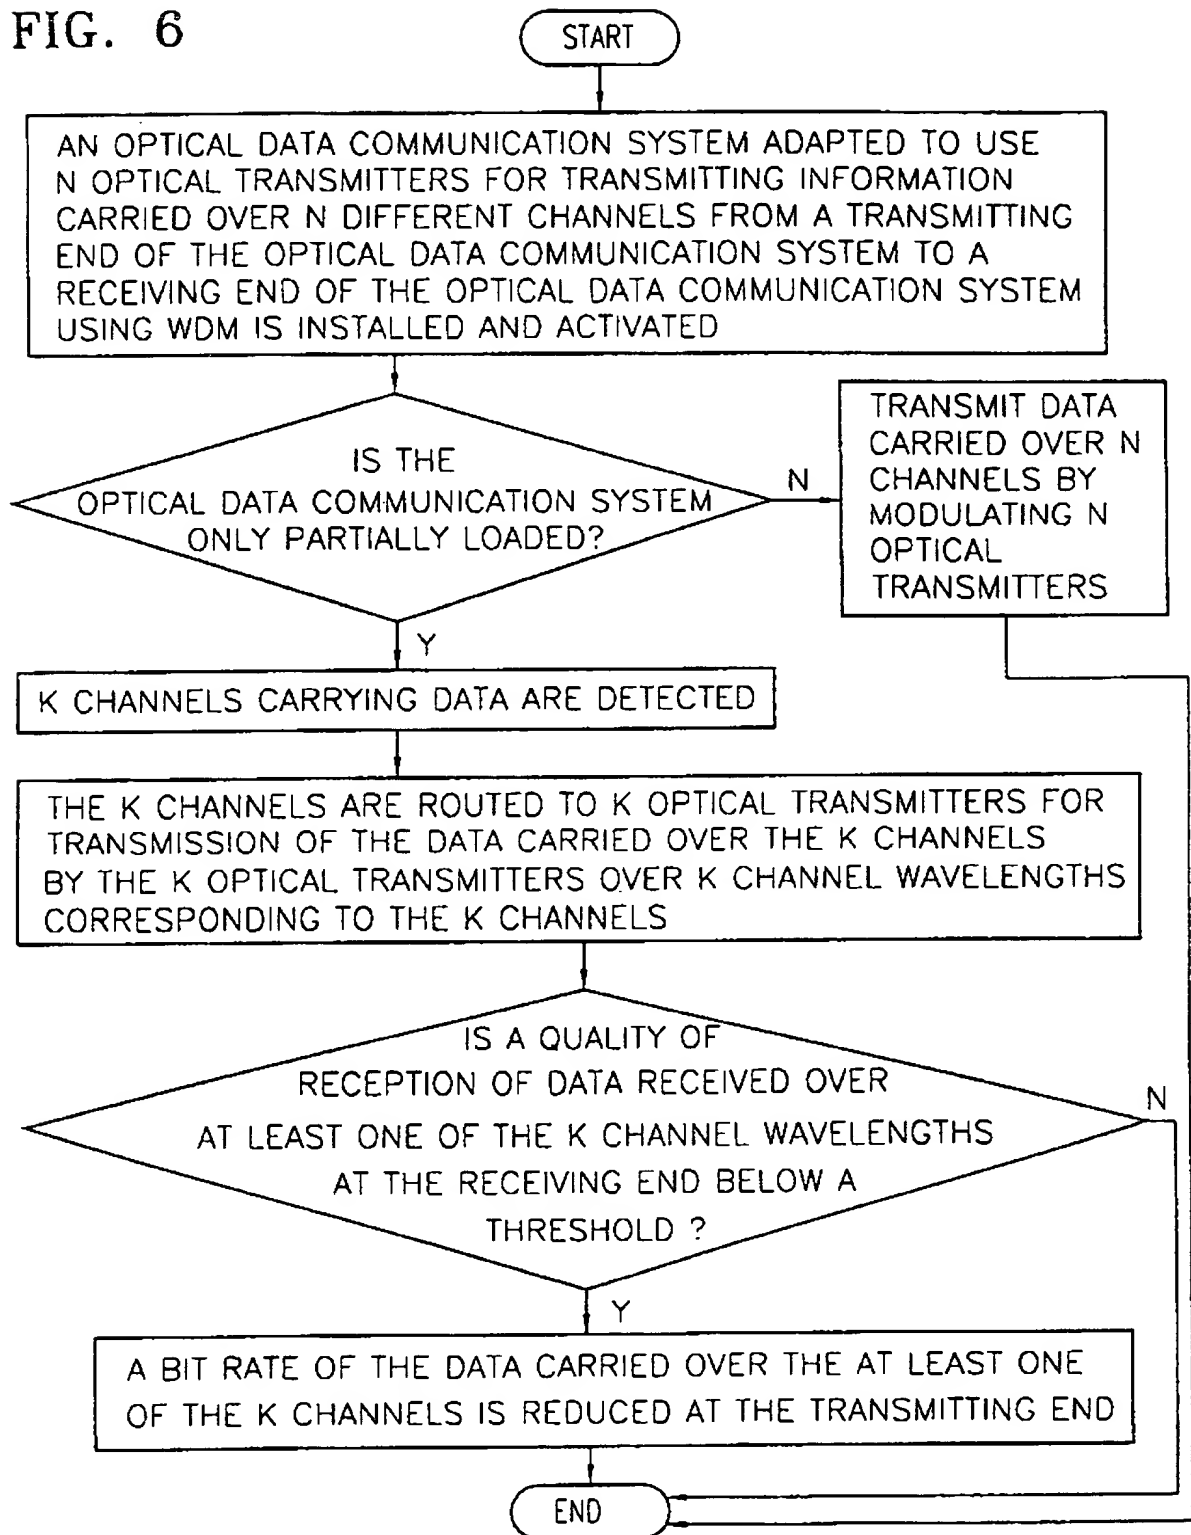 FIG. 6
START
AN OPTICAL DATA COMMUNICATION SYSTEM ADAPTED TO USE
N OPTICAL TRANSMITTERS FOR TRANSMITTING INFORMATION
CARRIED OVER N DIFFERENT CHANNELS FROM A TRANSMITTING
END OF THE OPTICAL DATA COMMUNICATION SYSTEM TO A
RECEIVING END OF THE OPTICAL DATA COMMUNICATION SYSTEM
USING WDM IS INSTALLED AND ACTIVATED
IS THE
OPTICAL DATA COMMUNICATION SYSTEM
ONLY PARTIALLY LOADED?
N
TRANSMIT DATA
CARRIED OVER N
CHANNELS BY
MODULATING N
OPTICAL
TRANSMITTERS
Y
K CHANNELS CARRYING DATA ARE DETECTED
THE K CHANNELS ARE ROUTED TO K OPTICAL TRANSMITTERS FOR
TRANSMISSION OF THE DATA CARRIED OVER THE K CHANNELS
BY THE K OPTICAL TRANSMITTERS OVER K CHANNEL WAVELENGTHS
CORRESPONDING TO THE K CHANNELS
IS A QUALITY OF
RECEPTION OF DATA RECEIVED OVER
AT LEAST ONE OF THE K CHANNEL WAVELENGTHS
AT THE RECEIVING END BELOW A
THRESHOLD ?
N
Y
A BIT RATE OF THE DATA CARRIED OVER THE AT LEAST ONE
OF THE K CHANNELS IS REDUCED AT THE TRANSMITTING END
END